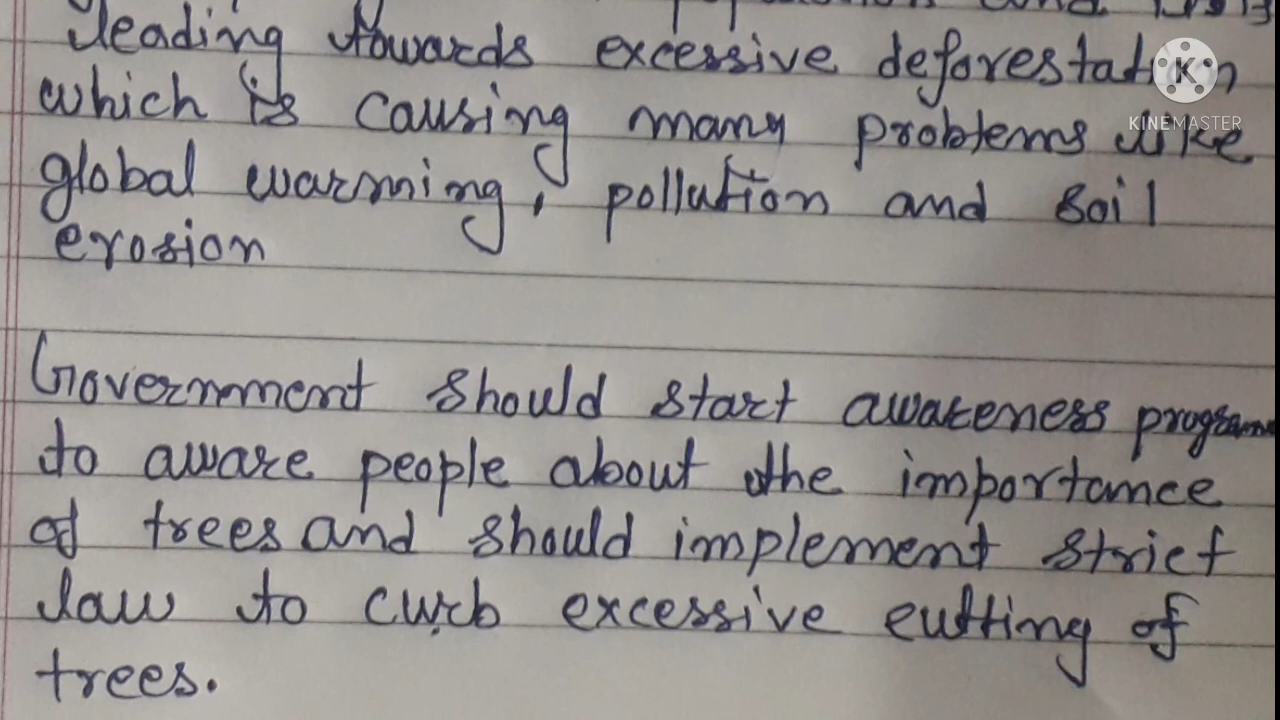 leading towards excessive deforestation
which is causing many problems like
global warming, pollution and soil
erosion
Government should start awareness
to aware people about the importance
of trees and should implement strict
law to curb excessive cutting of
trees.
K
KINEMASTER